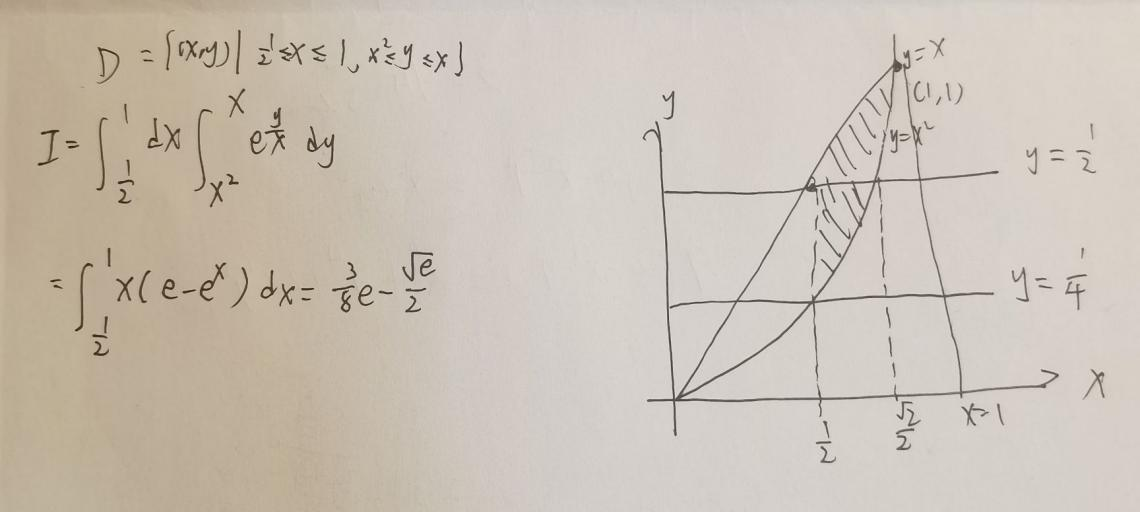 D = {(x,y) | 1/2 ≤ x ≤ 1, x² ≤ y ≤ x}
I = ∫_{1/2}^{1} dx ∫_{x²}^{x} e^{y/x} dy
= ∫_{1/2}^{1} x(e-e^x) dx = 3/8 e - √e/2
y
y=x
(1,1)
y=x²
y = 1/2
y = 1/4
x
1/2
√2/2
x=1